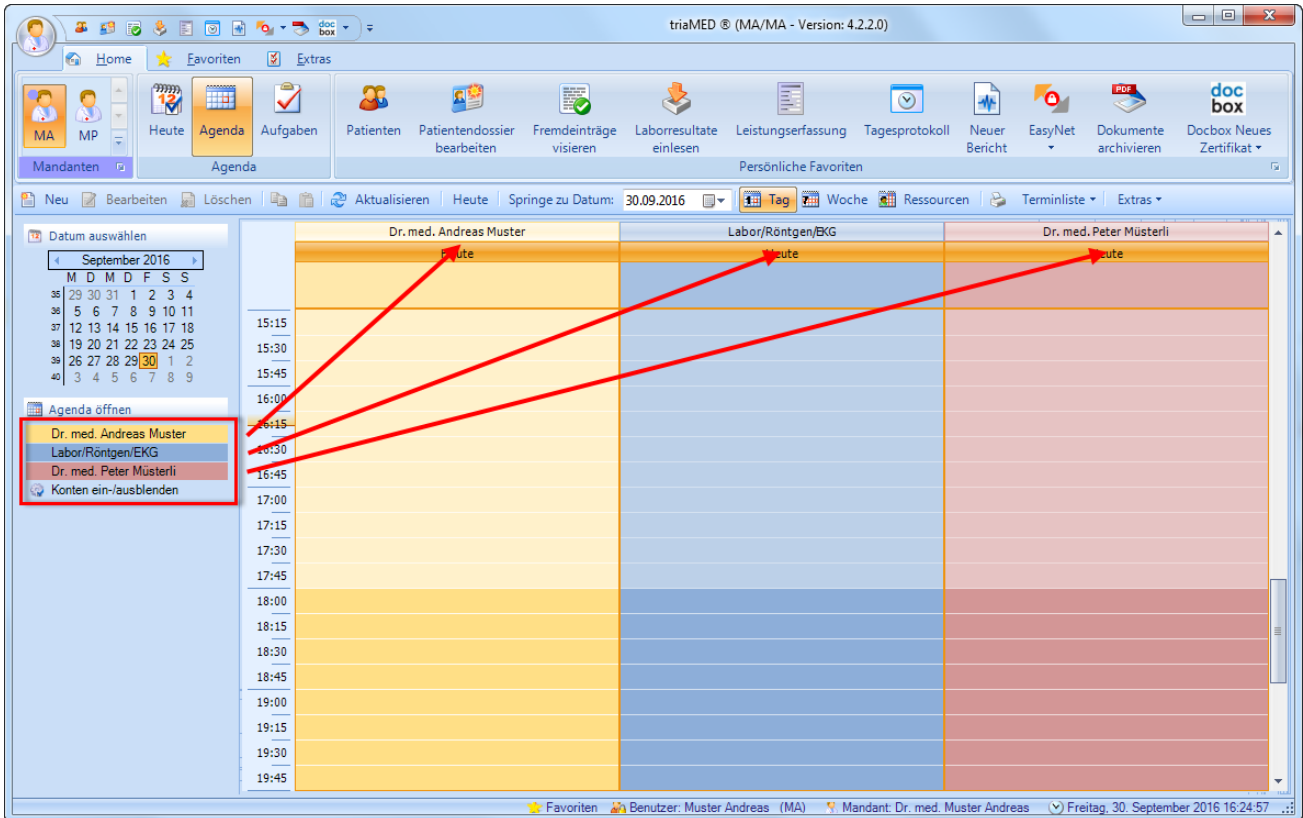 doc box
triaMED ® (MA/MA - Version: 4.2.2.0)
Home Favoriten Extras
MA MP Heute Agenda Aufgaben Patienten Patientendossier bearbeiten Fremdeinträge visieren Laborresultate einlesen Leistungserfassung Tagesprotokoll Neuer Bericht EasyNet PDF Dokumente archivieren doc box Docbox Neues Zertifikat
Mandanten Agenda Persönliche Favoriten
Neu Bearbeiten Löschen Aktualisieren Heute Springe zu Datum: 30.09.2016 Tag Woche Ressourcen Terminliste Extras
Datum auswählen
September 2016
M D M D F S S
35 29 30 31 1 2 3 4
36 5 6 7 8 9 10 11
37 12 13 14 15 16 17 18
38 19 20 21 22 23 24 25
39 26 27 28 29 30 1 2
40 3 4 5 6 7 8 9
Agenda öffnen
Dr. med. Andreas Muster
Labor/Röntgen/EKG
Dr. med. Peter Müsterli
Konten ein-/ausblenden
Dr. med. Andreas Muster Labor/Röntgen/EKG Dr. med. Peter Müsterli
Heute Heute Heute
15:15
15:30
15:45
16:00
16:15
16:30
16:45
17:00
17:15
17:30
17:45
18:00
18:15
18:30
18:45
19:00
19:15
19:30
19:45
Favoriten Benutzer: Muster Andreas (MA) Mandant: Dr. med. Muster Andreas Freitag, 30. September 2016 16:24:57